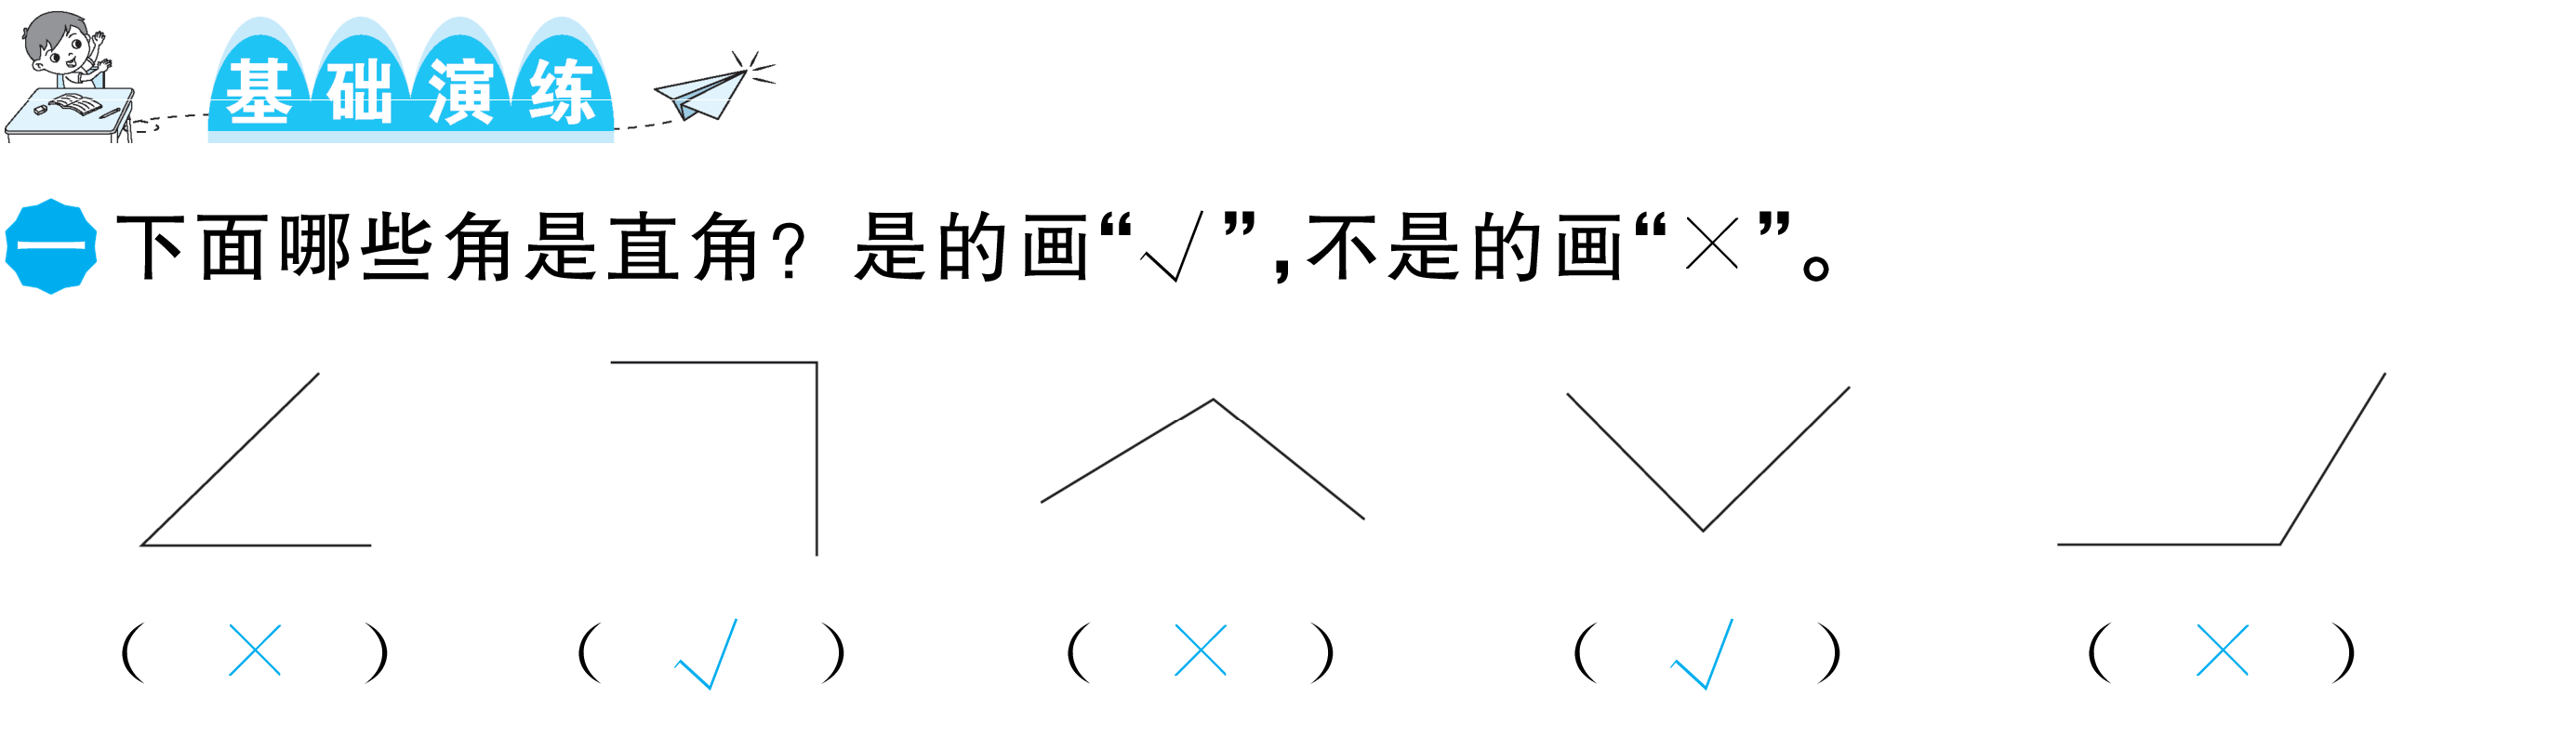 基础演练
一 下面哪些角是直角？是的画“√”，不是的画“×”。
（ × ） （ √ ） （ × ） （ √ ） （ × ）